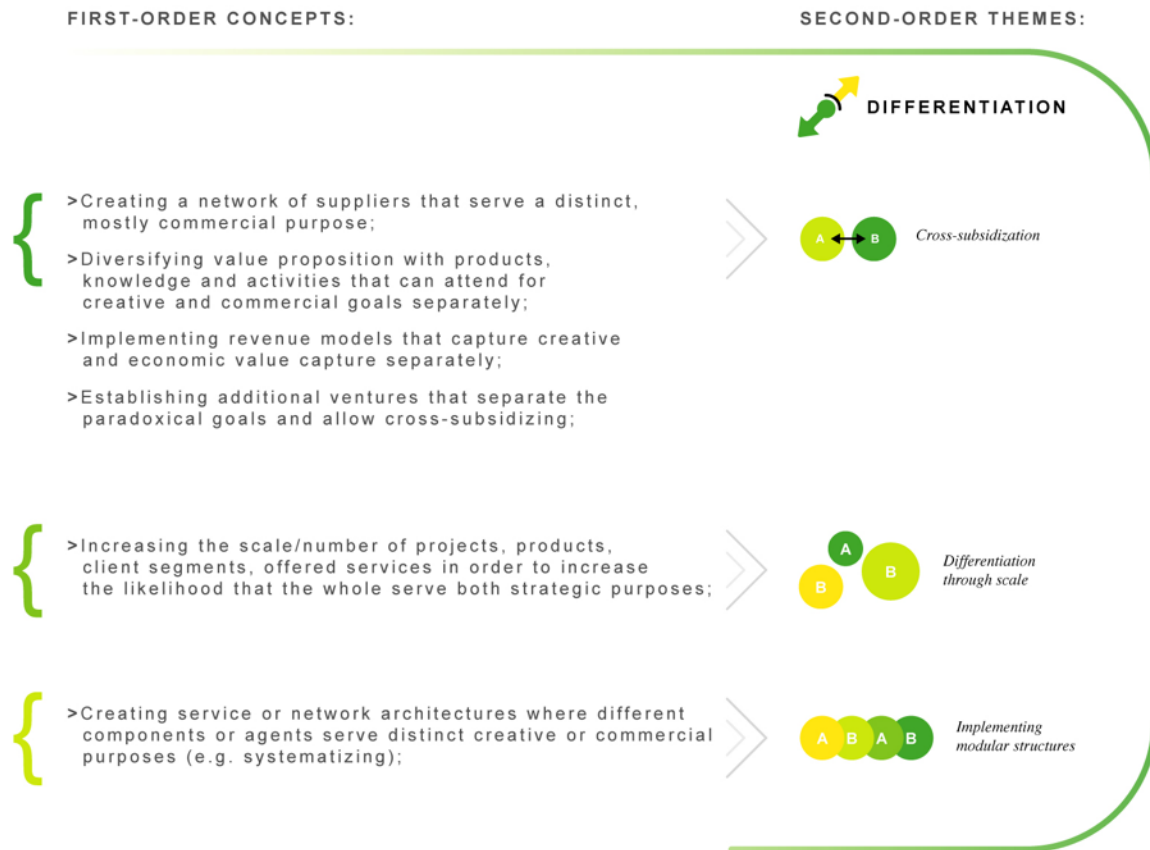 FIRST-ORDER CONCEPTS:
SECOND-ORDER THEMES:
DIFFERENTIATION
>Creating a network of suppliers that serve a distinct,
mostly commercial purpose;
>Diversifying value proposition with products,
knowledge and activities that can attend for
creative and commercial goals separately;
>Implementing revenue models that capture creative
and economic value capture separately;
>Establishing additional ventures that separate the
paradoxical goals and allow cross-subsidizing;
A B
Cross-subsidization
>Increasing the scale/number of projects, products,
client segments, offered services in order to increase
the likelihood that the whole serve both strategic purposes;
A
B
B
Differentiation
through scale
>Creating service or network architectures where different
components or agents serve distinct creative or commercial
purposes (e.g. systematizing);
A B A B
Implementing
modular structures